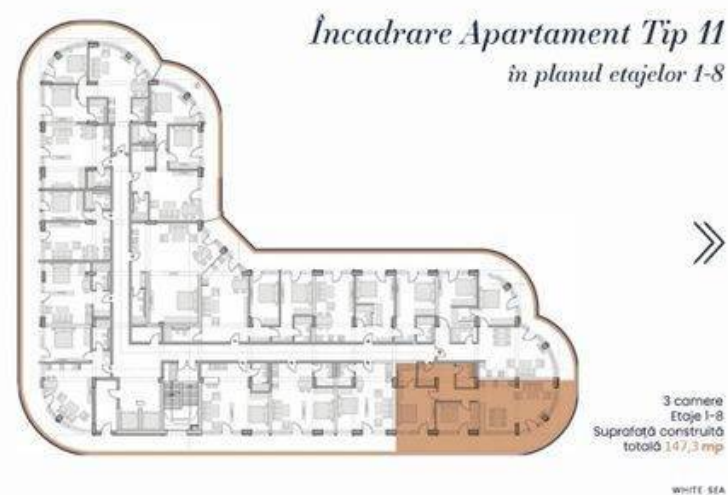 Încadrare Apartament Tip 11
în planul etajelor 1-8
3 camere
Etaje 1-8
Suprafață construită
totală 147,3 mp
WHITE SEA